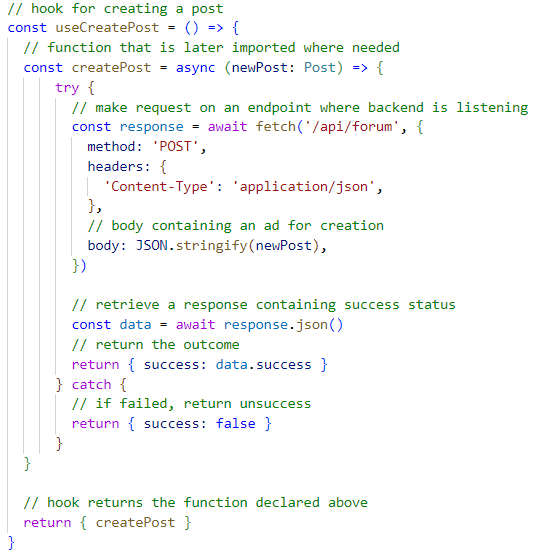 // hook for creating a post
const useCreatePost = () => {
  // function that is later imported where needed
  const createPost = async (newPost: Post) => {
      try {
        // make request on an endpoint where backend is listening
        const response = await fetch('/api/forum', {
          method: 'POST',
          headers: {
            'Content-Type': 'application/json',
          },
          // body containing an ad for creation
          body: JSON.stringify(newPost),
        })

        // retrieve a response containing success status
        const data = await response.json()
        // return the outcome
        return { success: data.success }
      } catch {
        // if failed, return unsuccess
        return { success: false }
      }
  }

  // hook returns the function declared above
  return { createPost }
}